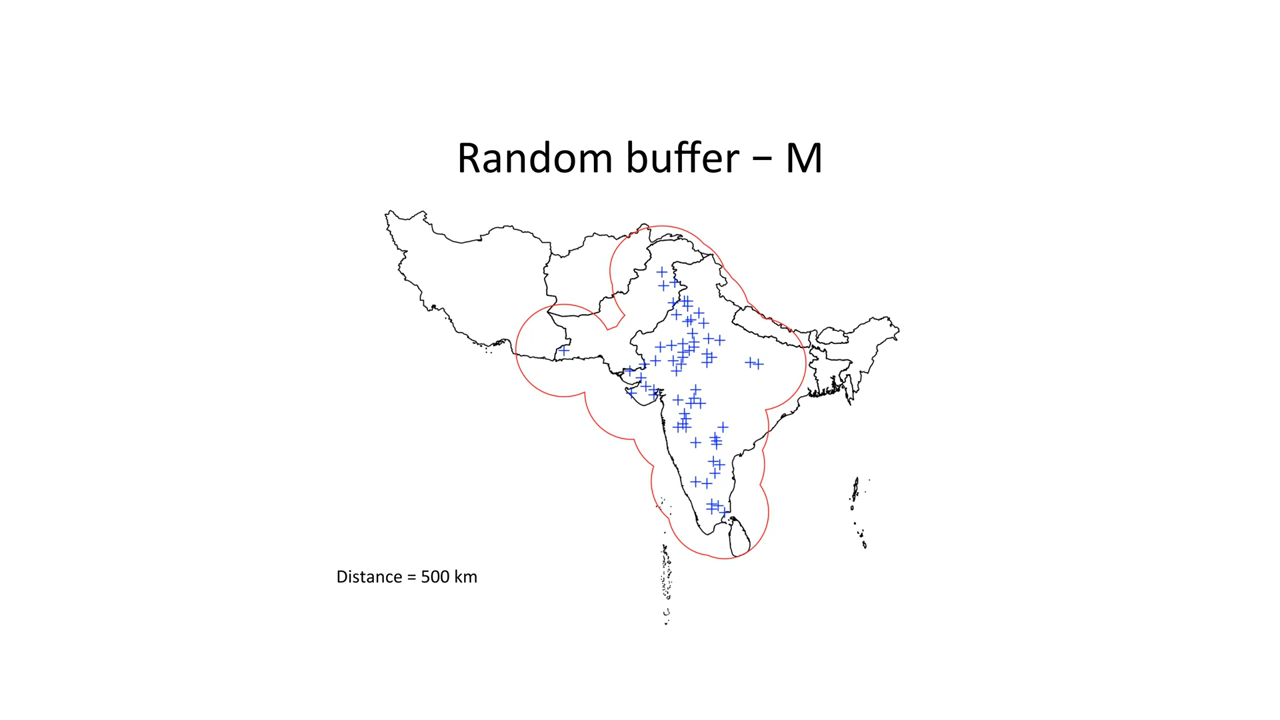 Random buffer − M
Distance = 500 km